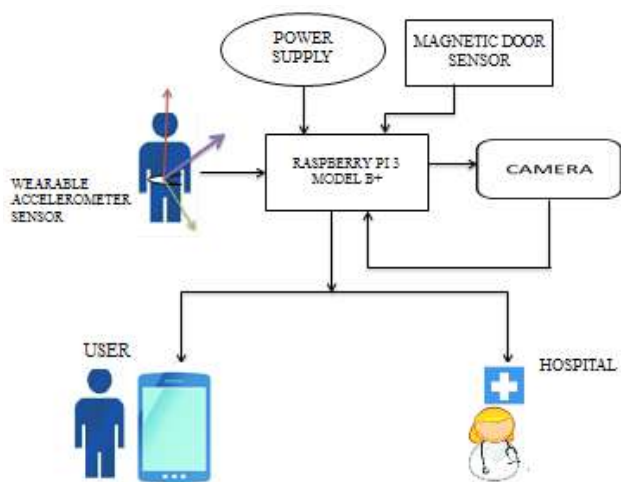 POWER
SUPPLY
MAGNETIC DOOR
SENSOR
WEARABLE
ACCELEROMETER
SENSOR
RASPBERRY PI 3
MODEL B+
CAMERA
USER
HOSPITAL